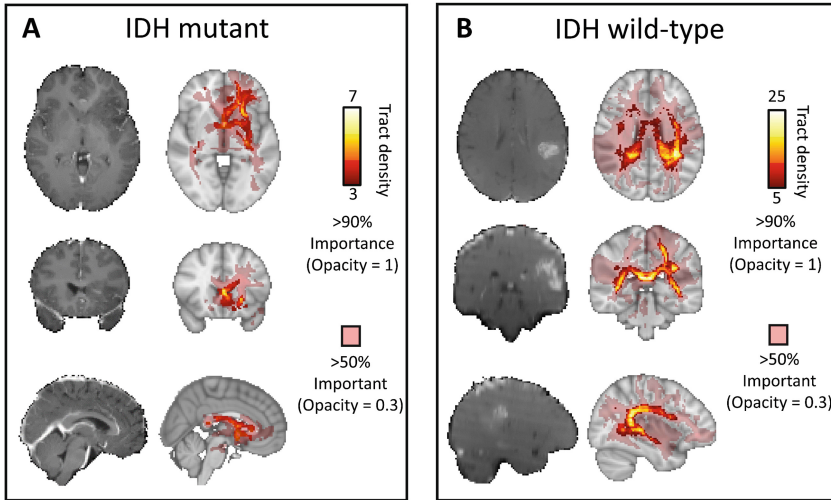 A
IDH mutant
7
Tract density
3
>90%
Importance
(Opacity = 1)
>50%
Important
(Opacity = 0.3)
B
IDH wild-type
25
Tract density
5
>90%
Importance
(Opacity = 1)
>50%
Important
(Opacity = 0.3)